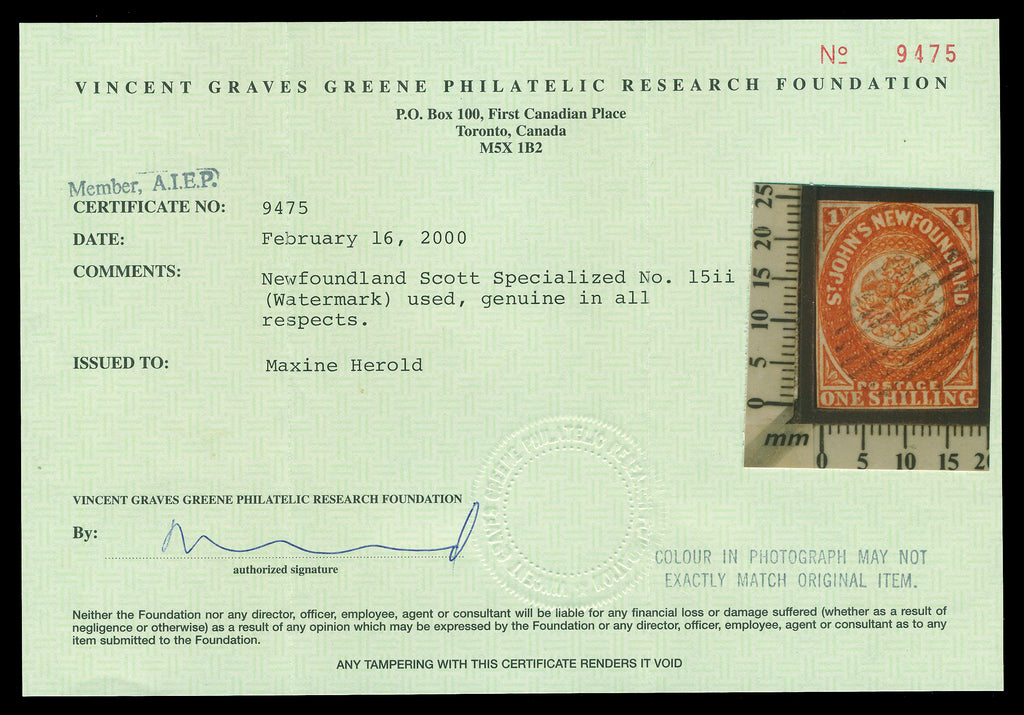 Nº 9475
VINCENT GRAVES GREENE PHILATELIC RESEARCH FOUNDATION
P.O. Box 100, First Canadian Place
Toronto, Canada
M5X 1B2
Member, A.I.E.P.
CERTIFICATE NO: 9475
DATE: February 16, 2000
COMMENTS: Newfoundland Scott Specialized No. 15ii
(Watermark) used, genuine in all
respects.
ISSUED TO: Maxine Herold
25
20
15
10
5
0
mm
0 5 10 15 20
1 1
ST. JOHN'S NEWFOUNDLAND
POSTAGE
ONE SHILLING
VINCENT GRAVES GREENE PHILATELIC RESEARCH FOUNDATION
By:
authorized signature
VINCENT GRAVES GREENE PHILATELIC RESEARCH FOUNDATION
COLOUR IN PHOTOGRAPH MAY NOT
EXACTLY MATCH ORIGINAL ITEM.
Neither the Foundation nor any director, officer, employee, agent or consultant will be liable for any financial loss or damage suffered (whether as a result of
negligence or otherwise) as a result of any opinion which may be expressed by the Foundation or any director, officer, employee, agent or consultant as to any
item submitted to the Foundation.
ANY TAMPERING WITH THIS CERTIFICATE RENDERS IT VOID